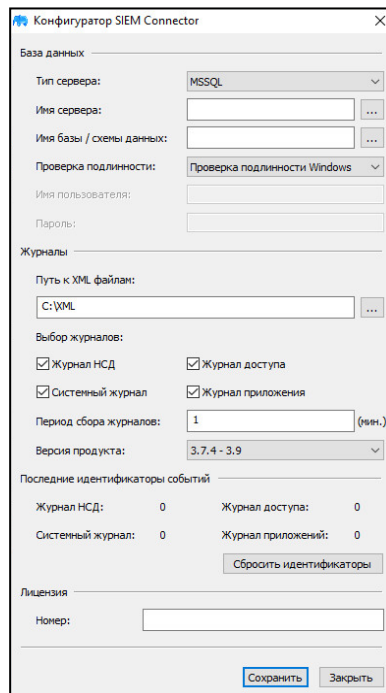 Конфигуратор SIEM Connector
База данных
Тип сервера: MSSQL
Имя сервера: ...
Имя базы / схемы данных: ...
Проверка подлинности: Проверка подлинности Windows
Имя пользователя:
Пароль:
Журналы
Путь к XML файлам:
C:\XML ...
Выбор журналов:
Журнал НСД Журнал доступа
Системный журнал Журнал приложения
Период сбора журналов: 1 (мин.)
Версия продукта: 3.7.4 - 3.9
Последние идентификаторы событий
Журнал НСД: 0 Журнал доступа: 0
Системный журнал: 0 Журнал приложений: 0
Сбросить идентификаторы
Лицензия
Номер:
Сохранить Закрыть